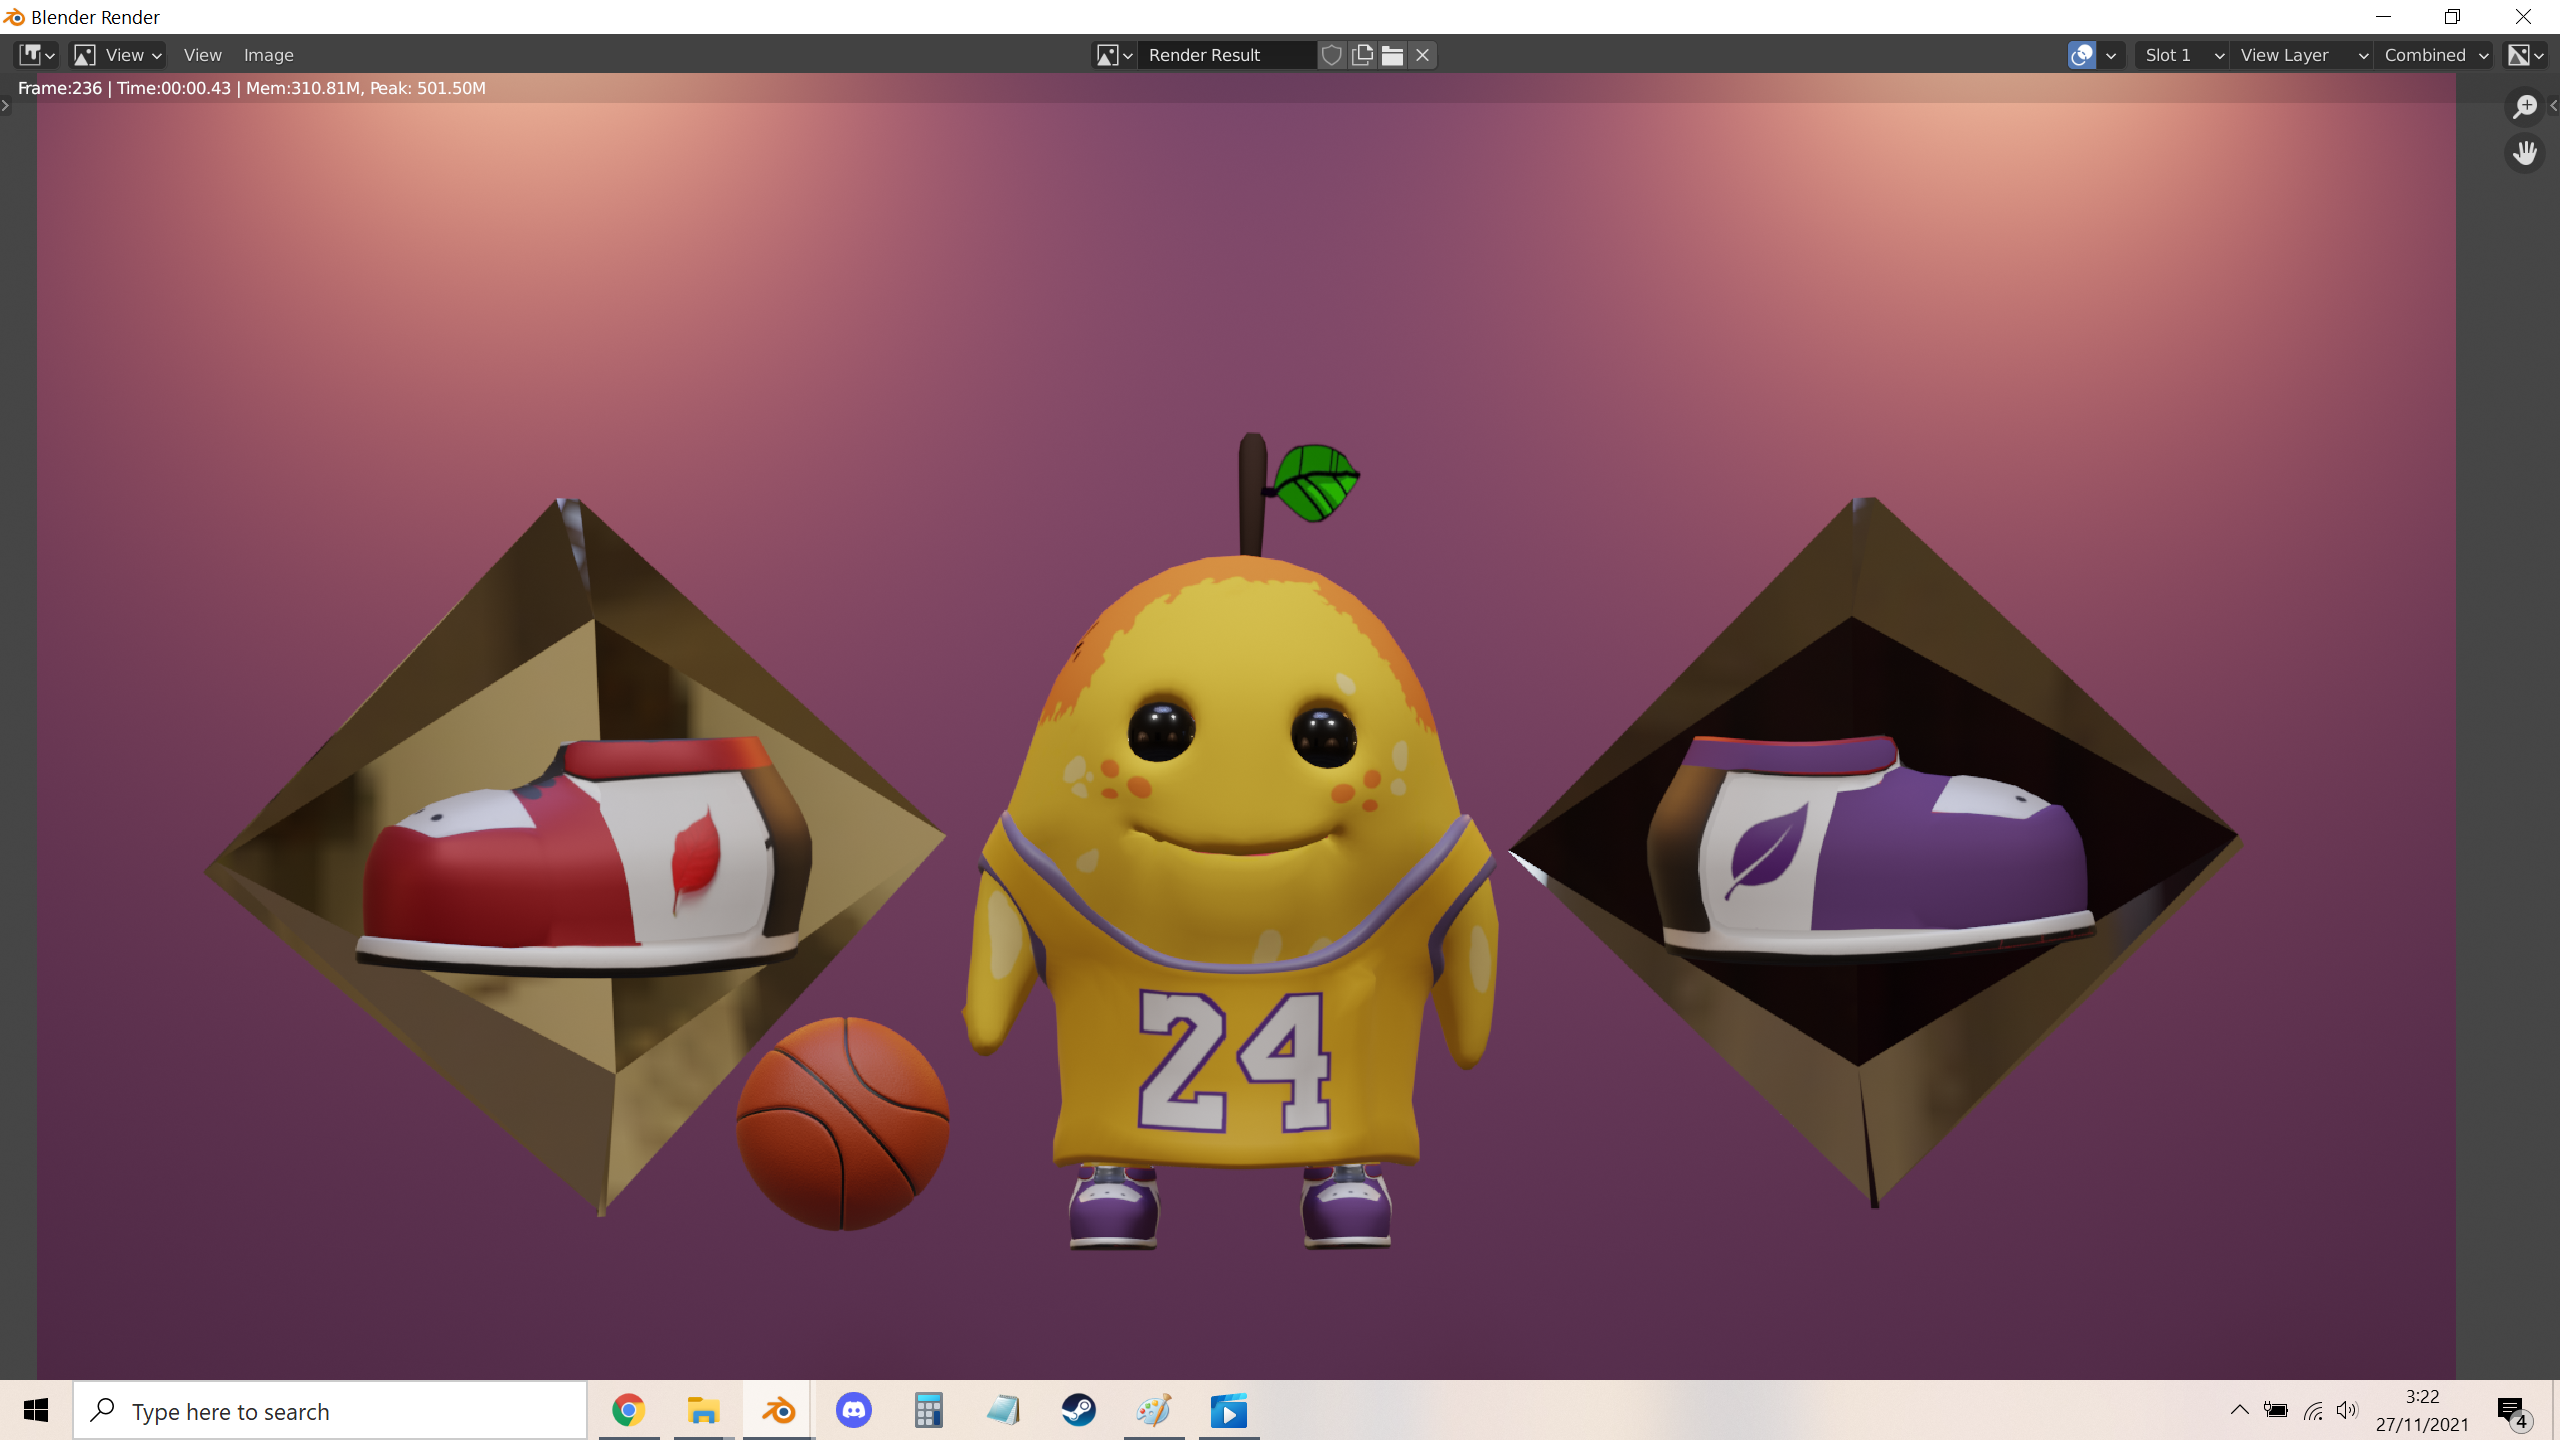 Blender Render
View View Image Render Result Slot 1 View Layer Combined
Frame:236 | Time:00:00.43 | Mem:310.81M, Peak: 501.50M
24
Type here to search
3:22
27/11/2021
4